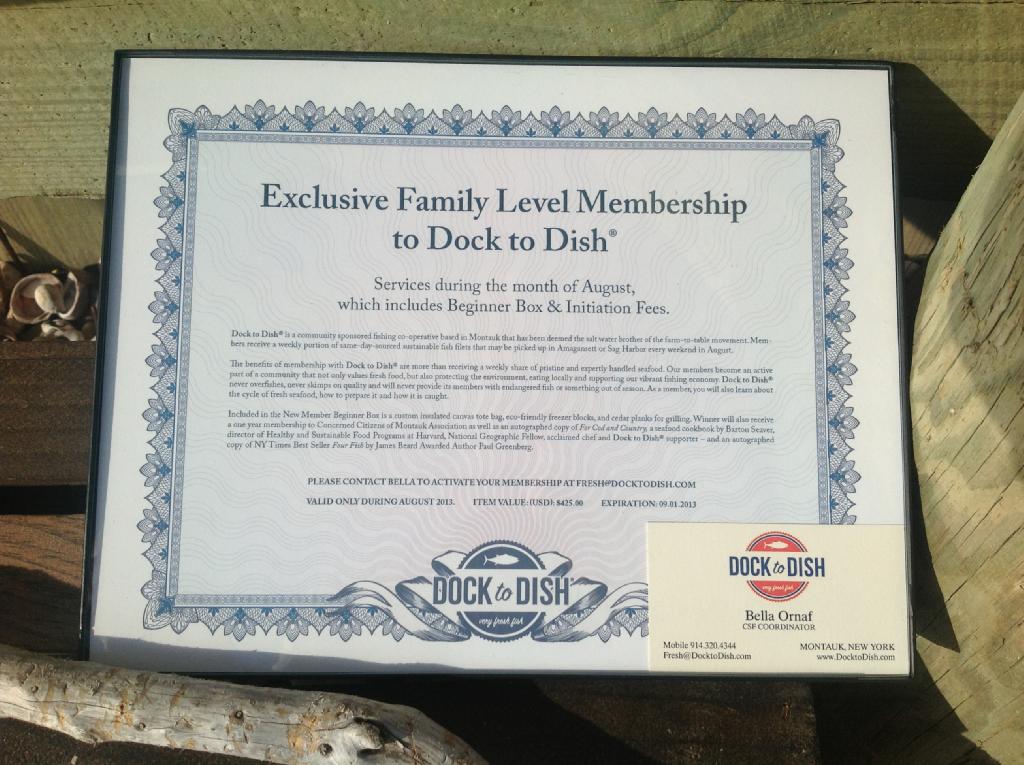 Exclusive Family Level Membership
to Dock to Dish®
Services during the month of August,
which includes Beginner Box & Initiation Fees.
Dock to Dish® is a community sponsored fishing co-operative based in Montauk that has been deemed the salt water brother of the farm-to-table movement. Mem-
bers receive a weekly portion of same-day-sourced sustainable fish filets that may be picked up in Amagansett or Sag Harbor every weekend in August.
The benefits of membership with Dock to Dish® are more than receiving a weekly share of pristine and expertly handled seafood. Our members become an active
part of a community that not only values fresh food, but also protecting the environment, eating locally and supporting our vibrant fishing economy. Dock to Dish®
never overfishes, never skimps on quality and will never provide its members with endangered fish or something out of season. As a member, you will also learn about
the cycle of fresh seafood, how to prepare it and how it is caught.
Included in the New Member Beginner Box is a custom insulated canvas tote bag, eco-friendly freezer blocks, and cedar planks for grilling. Winner will also receive
a one year membership to Concerned Citizens of Montauk Association as well as an autographed copy of For Cod and Country, a seafood cookbook by Barton Seaver,
director of Healthy and Sustainable Food Programs at Harvard, National Geographic Fellow, acclaimed chef and Dock to Dish® supporter – and an autographed
copy of NY Times Best Seller Four Fish by James Beard Awarded Author Paul Greenberg.
PLEASE CONTACT BELLA TO ACTIVATE YOUR MEMBERSHIP AT FRESH@DOCKTODISH.COM
VALID ONLY DURING AUGUST 2013. ITEM VALUE: (USD): $425.00 EXPIRATION: 09.01.2013
DOCK to DISH®
very fresh fish
DOCK to DISH
very fresh fish
Bella Ornaf
CSF COORDINATOR
Mobile 914.320.4344 MONTAUK, NEW YORK
Fresh@DocktoDish.com www.DocktoDish.com